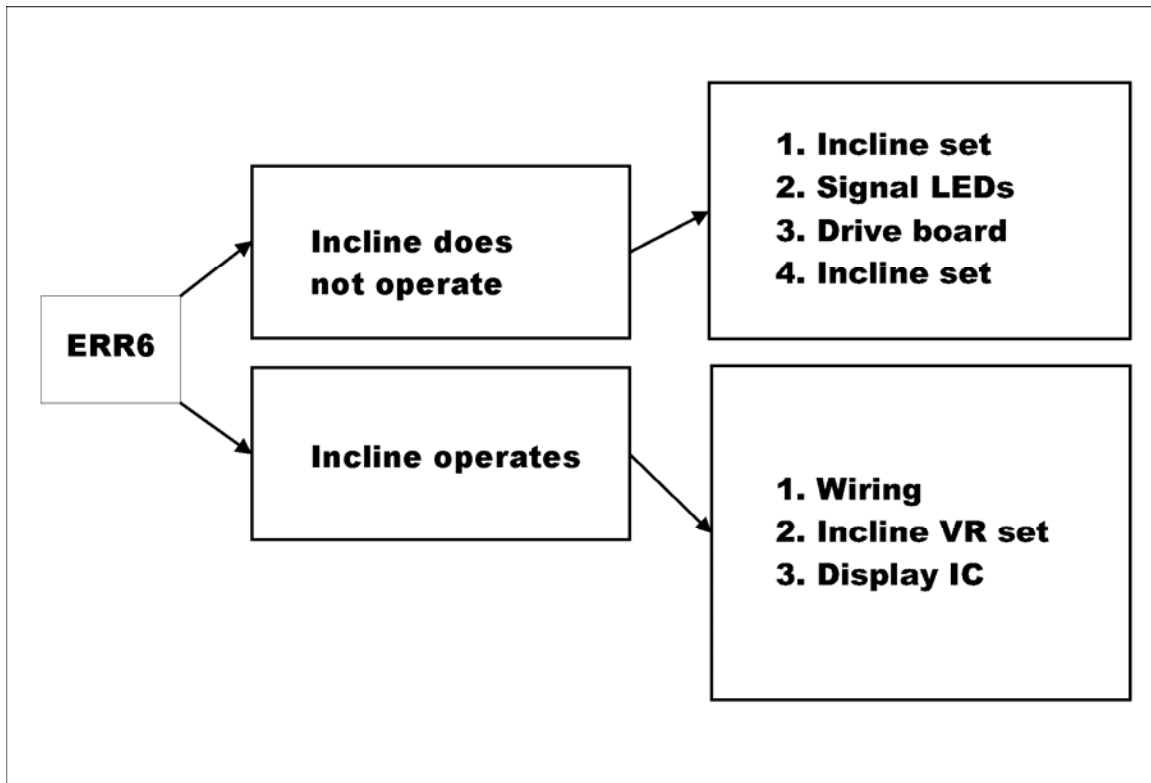 ERR6
Incline does
not operate
1. Incline set
2. Signal LEDs
3. Drive board
4. Incline set
Incline operates
1. Wiring
2. Incline VR set
3. Display IC